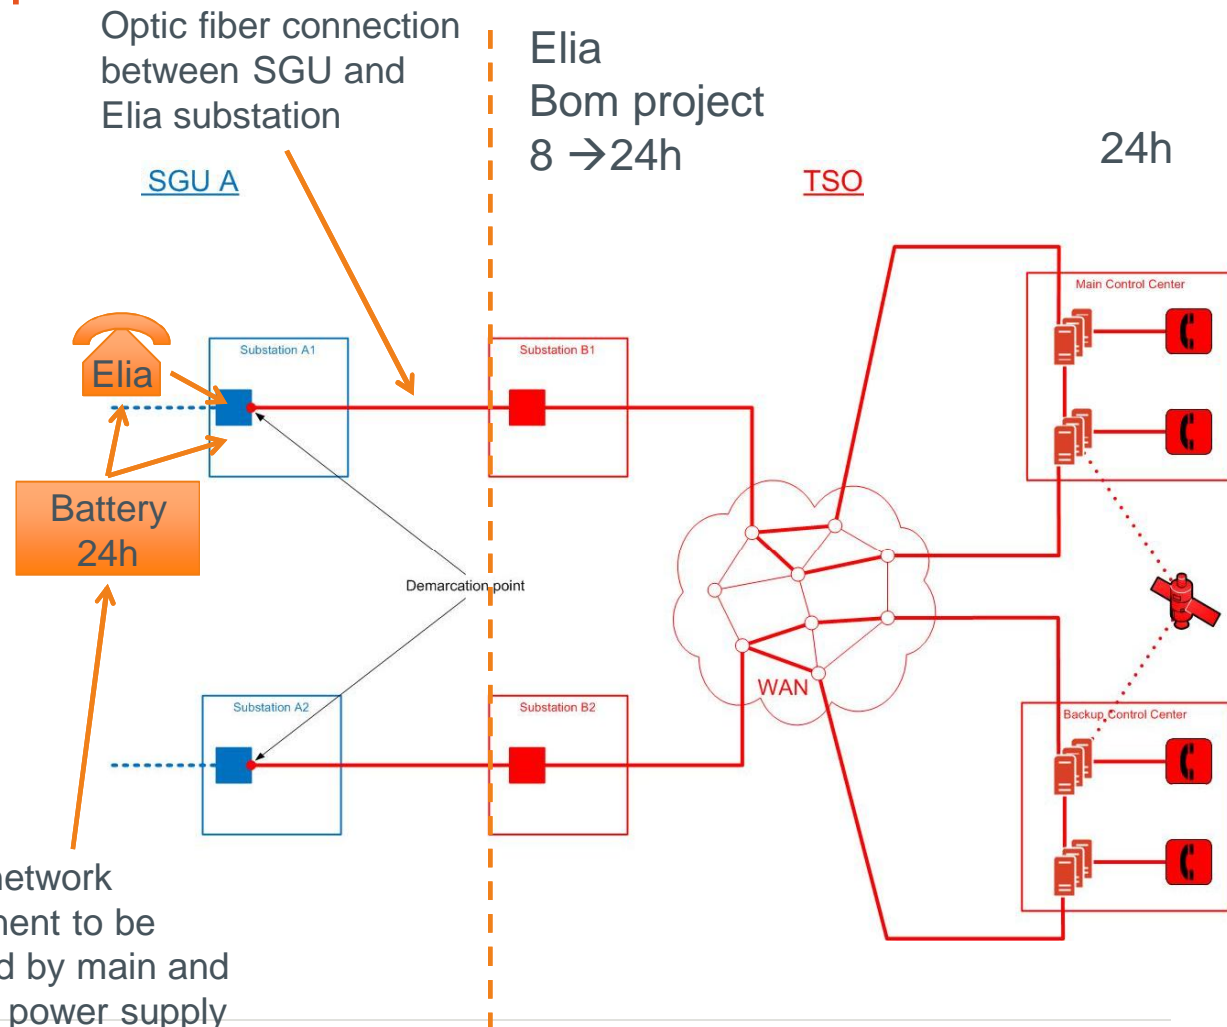 Optic fiber connection
between SGU and
Elia substation
Elia
Bom project
8 →24h
24h
SGU A
TSO
Main Control Center
Elia
Substation A1
Substation B1
Battery
24h
Demarcation point
WAN
Substation A2
Substation B2
Backup Control Center
network
nent to be
d by main and
power supply